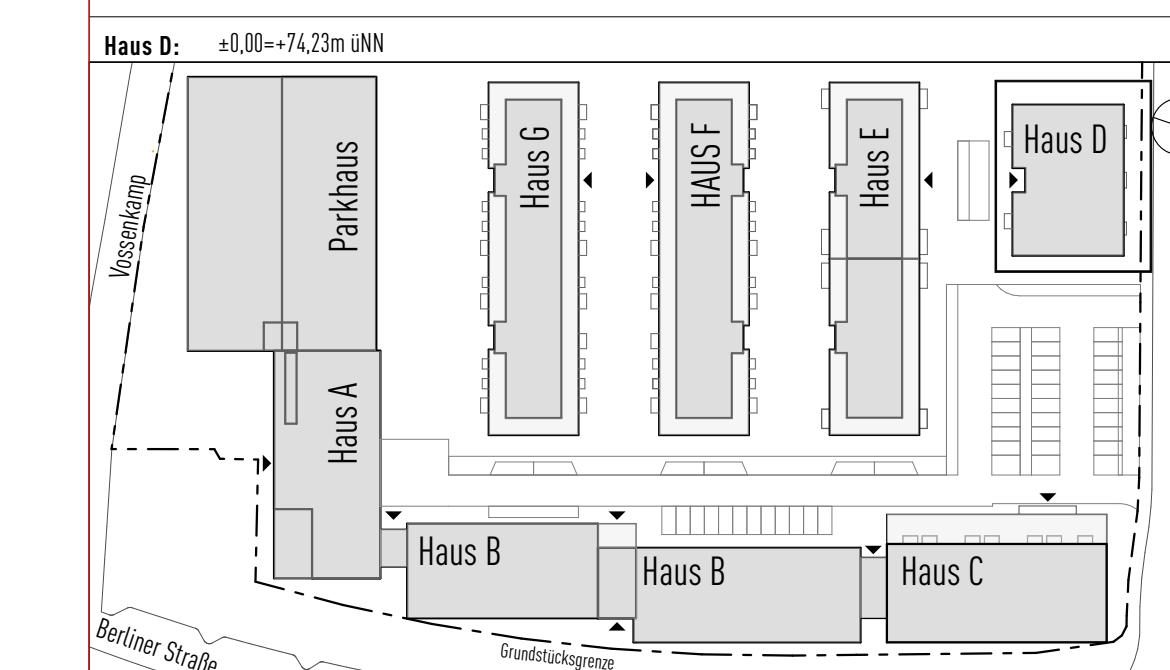 Haus D: ±0,00=+74,23m üNN
Vossenkamp
Parkhaus
Haus G
HAUS F
Haus E
Haus D
Haus A
Haus B
Haus B
Haus C
Berliner Straße
Grundstücksgrenze